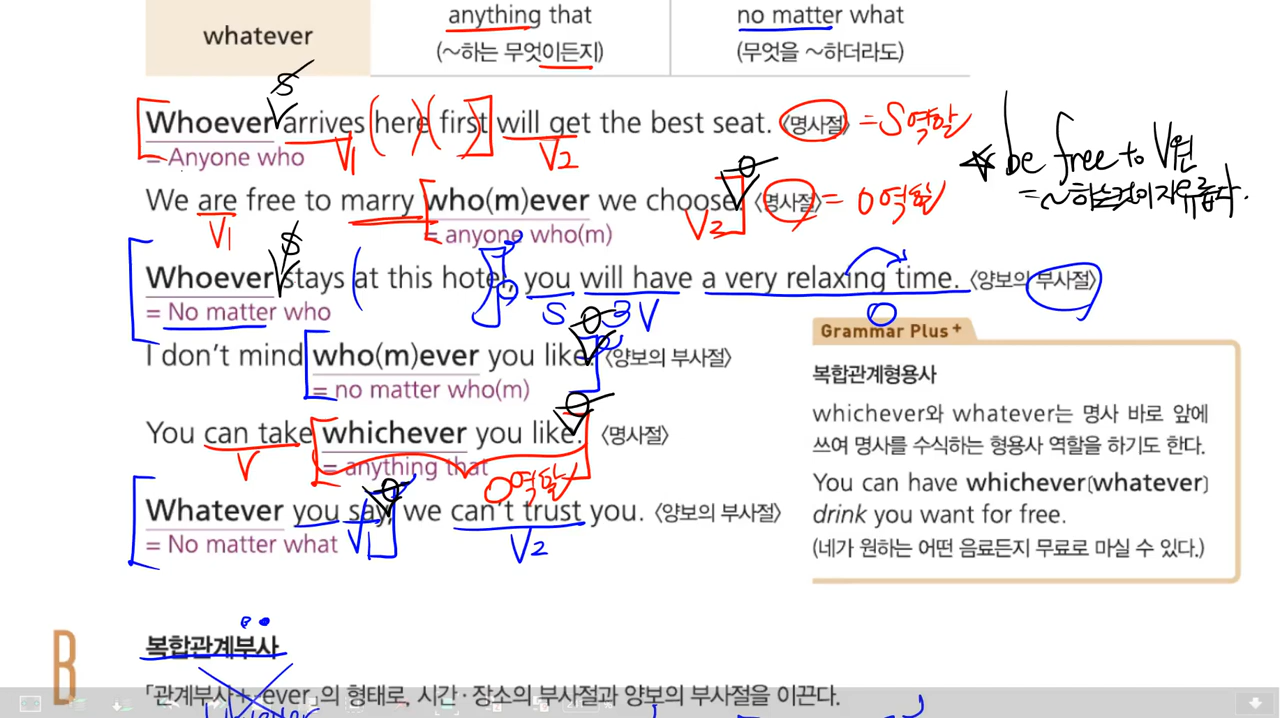 anything that
no matter what
whatever
(~하는 무엇이든지)
(무엇을 ~하더라도)
S
Whoever arrives here first will get the best seat. 〈명사절〉 = S역할
= Anyone who
V1
V2
be free to V원
= ~하는것이 자유롭다.
O
We are free to marry who(m)ever we choose. 〈명사절〉 = O역할
V1
= anyone who(m)
V2
S
Whoever stays at this hotel, you will have a very relaxing time. 〈양보의 부사절〉
= No matter who
S
V
O
I don't mind who(m)ever you like. 〈양보의 부사절〉
= no matter who(m)
O
You can take whichever you like. 〈명사절〉
V
= anything that
O역할
O
Whatever you say, we can't trust you. 〈양보의 부사절〉
= No matter what
V1
V2
Grammar Plus+
복합관계형용사
whichever와 whatever는 명사 바로 앞에
쓰여 명사를 수식하는 형용사 역할을 하기도 한다.
You can have whichever(whatever)
drink you want for free.
(네가 원하는 어떤 음료든지 무료로 마실 수 있다.)
B
복합관계부사
「관계부사+-ever」의 형태로, 시간·장소의 부사절과 양보의 부사절을 이끈다.